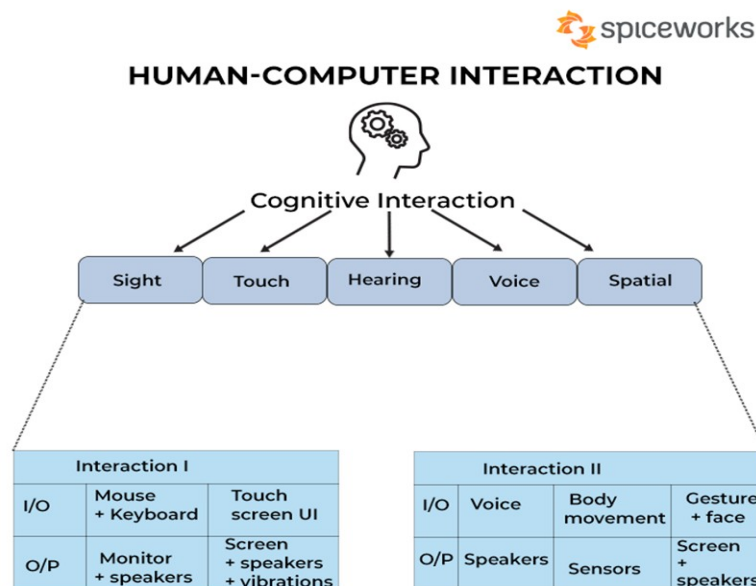 spiceworks
HUMAN-COMPUTER INTERACTION
Cognitive Interaction
Sight
Touch
Hearing
Voice
Spatial
Interaction I
I/O
Mouse
+ Keyboard
Touch
screen UI
O/P
Monitor
+ speakers
Screen
+ speakers
+ vibrations
Interaction II
I/O
Voice
Body
movement
Gesture
+ face
O/P
Speakers
Sensors
Screen
+
speakers